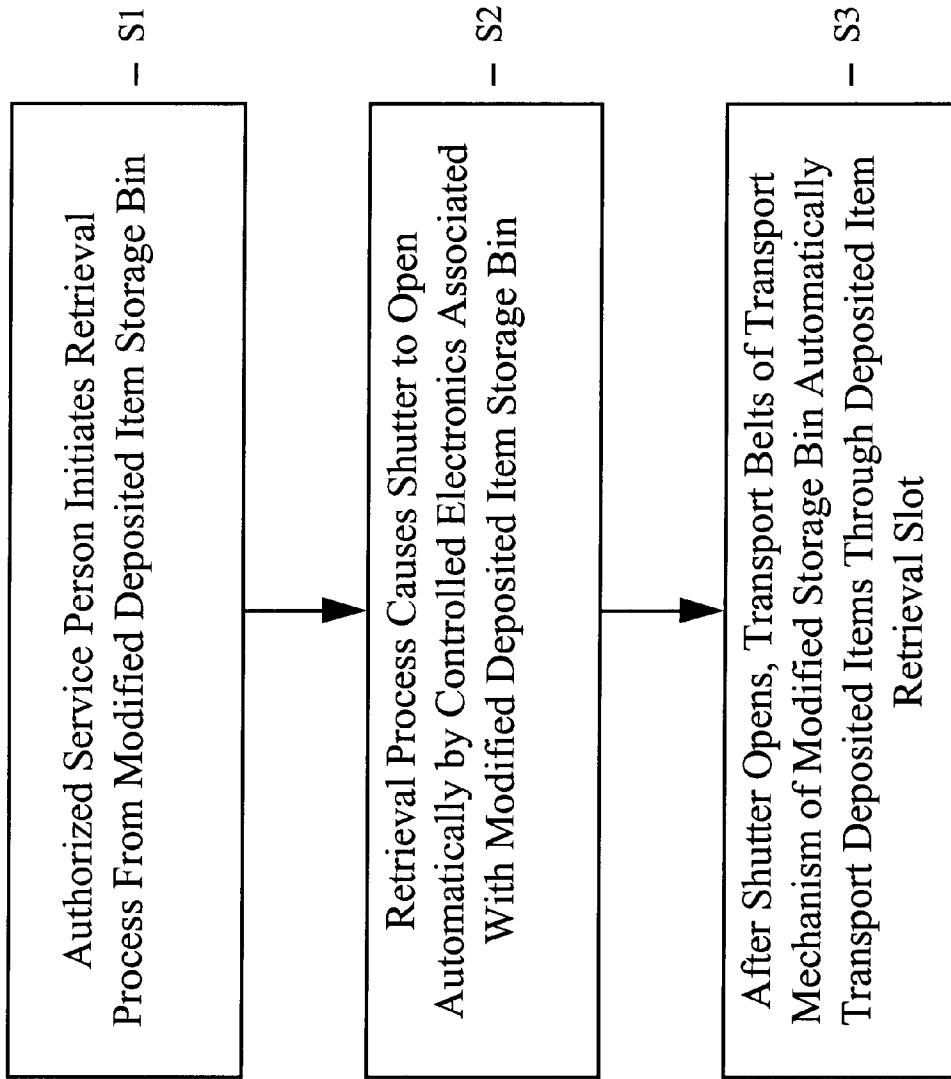 Authorized Service Person Initiates Retrieval
Process From Modified Deposited Item Storage Bin
– S1
Retrieval Process Causes Shutter to Open
Automatically by Controlled Electronics Associated
With Modified Deposited Item Storage Bin
– S2
After Shutter Opens, Transport Belts of Transport
Mechanism of Modified Storage Bin Automatically
Transport Deposited Items Through Deposited Item
Retrieval Slot
– S3